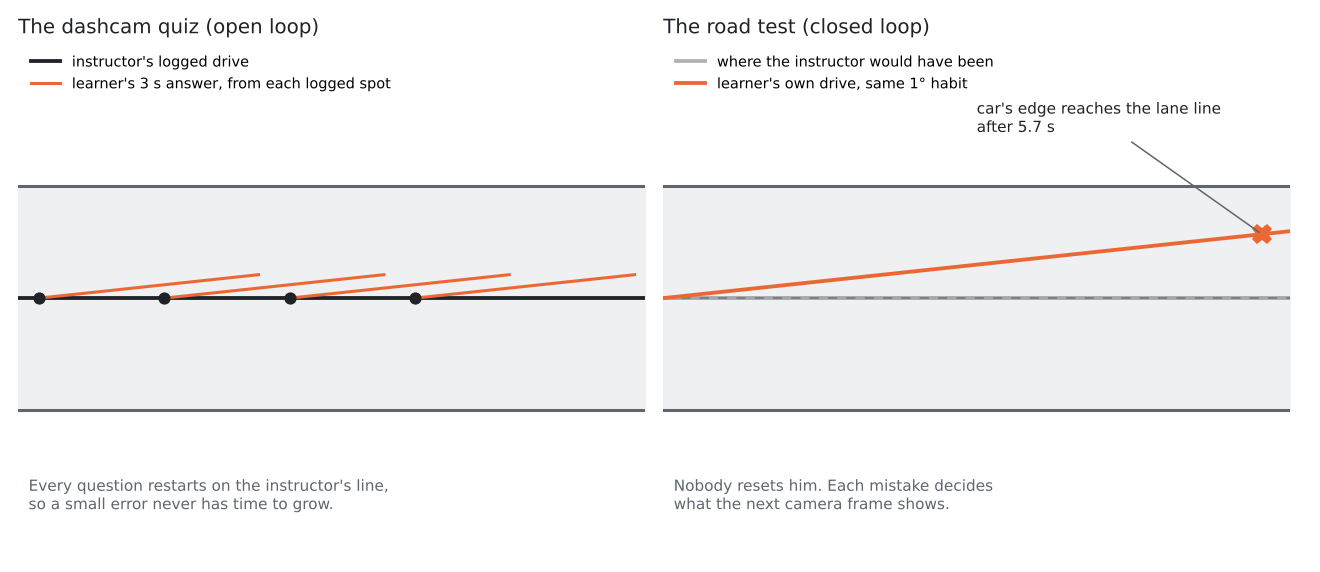 The dashcam quiz (open loop)
instructor's logged drive
learner's 3 s answer, from each logged spot
Every question restarts on the instructor's line,
so a small error never has time to grow.
The road test (closed loop)
where the instructor would have been
learner's own drive, same 1° habit
car's edge reaches the lane line
after 5.7 s
Nobody resets him. Each mistake decides
what the next camera frame shows.